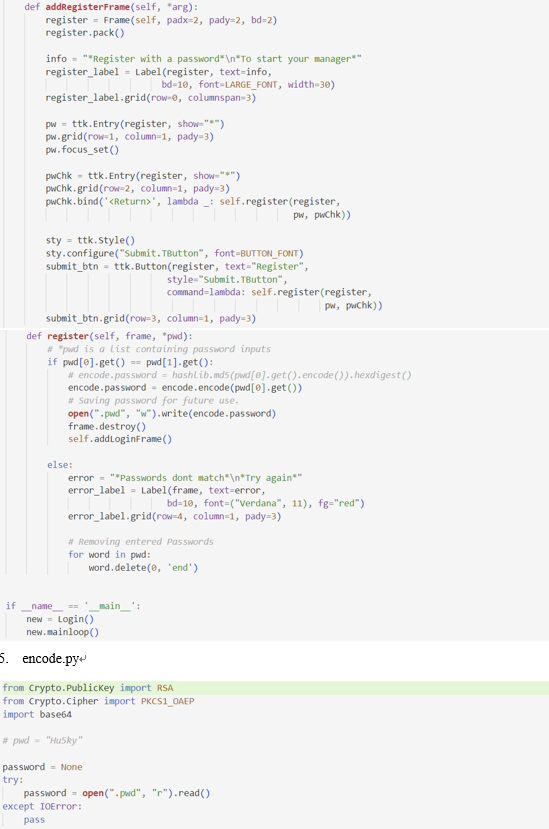 def addRegisterFrame(self, *arg):
register = Frame(self, padx=2, pady=2, bd=2)
register.pack()
info = "*Register with a password*\n*To start your manager*"
register_label = Label(register, text=info,
bd=10, font=LARGE_FONT, width=30)
register_label.grid(row=0, columnspan=3)
pw = ttk.Entry(register, show="*")
pw.grid(row=1, column=1, pady=3)
pw.focus_set()
pwChk = ttk.Entry(register, show="*")
pwChk.grid(row=2, column=1, pady=3)
pwChk.bind('<Return>', lambda _: self.register(register,
pw, pwChk))
sty = ttk.Style()
sty.configure("Submit.TButton", font=BUTTON_FONT)
submit_btn = ttk.Button(register, text="Register",
style="Submit.TButton",
command=lambda: self.register(register,
pw, pwChk))
submit_btn.grid(row=3, column=1, pady=3)
def register(self, frame, *pwd):
# *pwd is a list containing password inputs
if pwd[0].get() == pwd[1].get():
# encode.password = hashlib.md5(pwd[0].get().encode()).hexdigest()
encode.password = encode.encode(pwd[0].get())
# Saving password for future use.
open(".pwd", "w").write(encode.password)
frame.destroy()
self.addLoginFrame()
else:
error = "*Passwords dont match*\n*Try again*"
error_label = Label(frame, text=error,
bd=10, font=("Verdana", 11), fg="red")
error_label.grid(row=4, column=1, pady=3)
# Removing entered Passwords
for word in pwd:
word.delete(0, 'end')
if __name__ == '__main__':
new = Login()
new.mainloop()
5. encode.py↵
from Crypto.PublicKey import RSA
from Crypto.Cipher import PKCS1_OAEP
import base64
# pwd = "Hu5ky"
password = None
try:
password = open(".pwd", "r").read()
except IOError:
pass